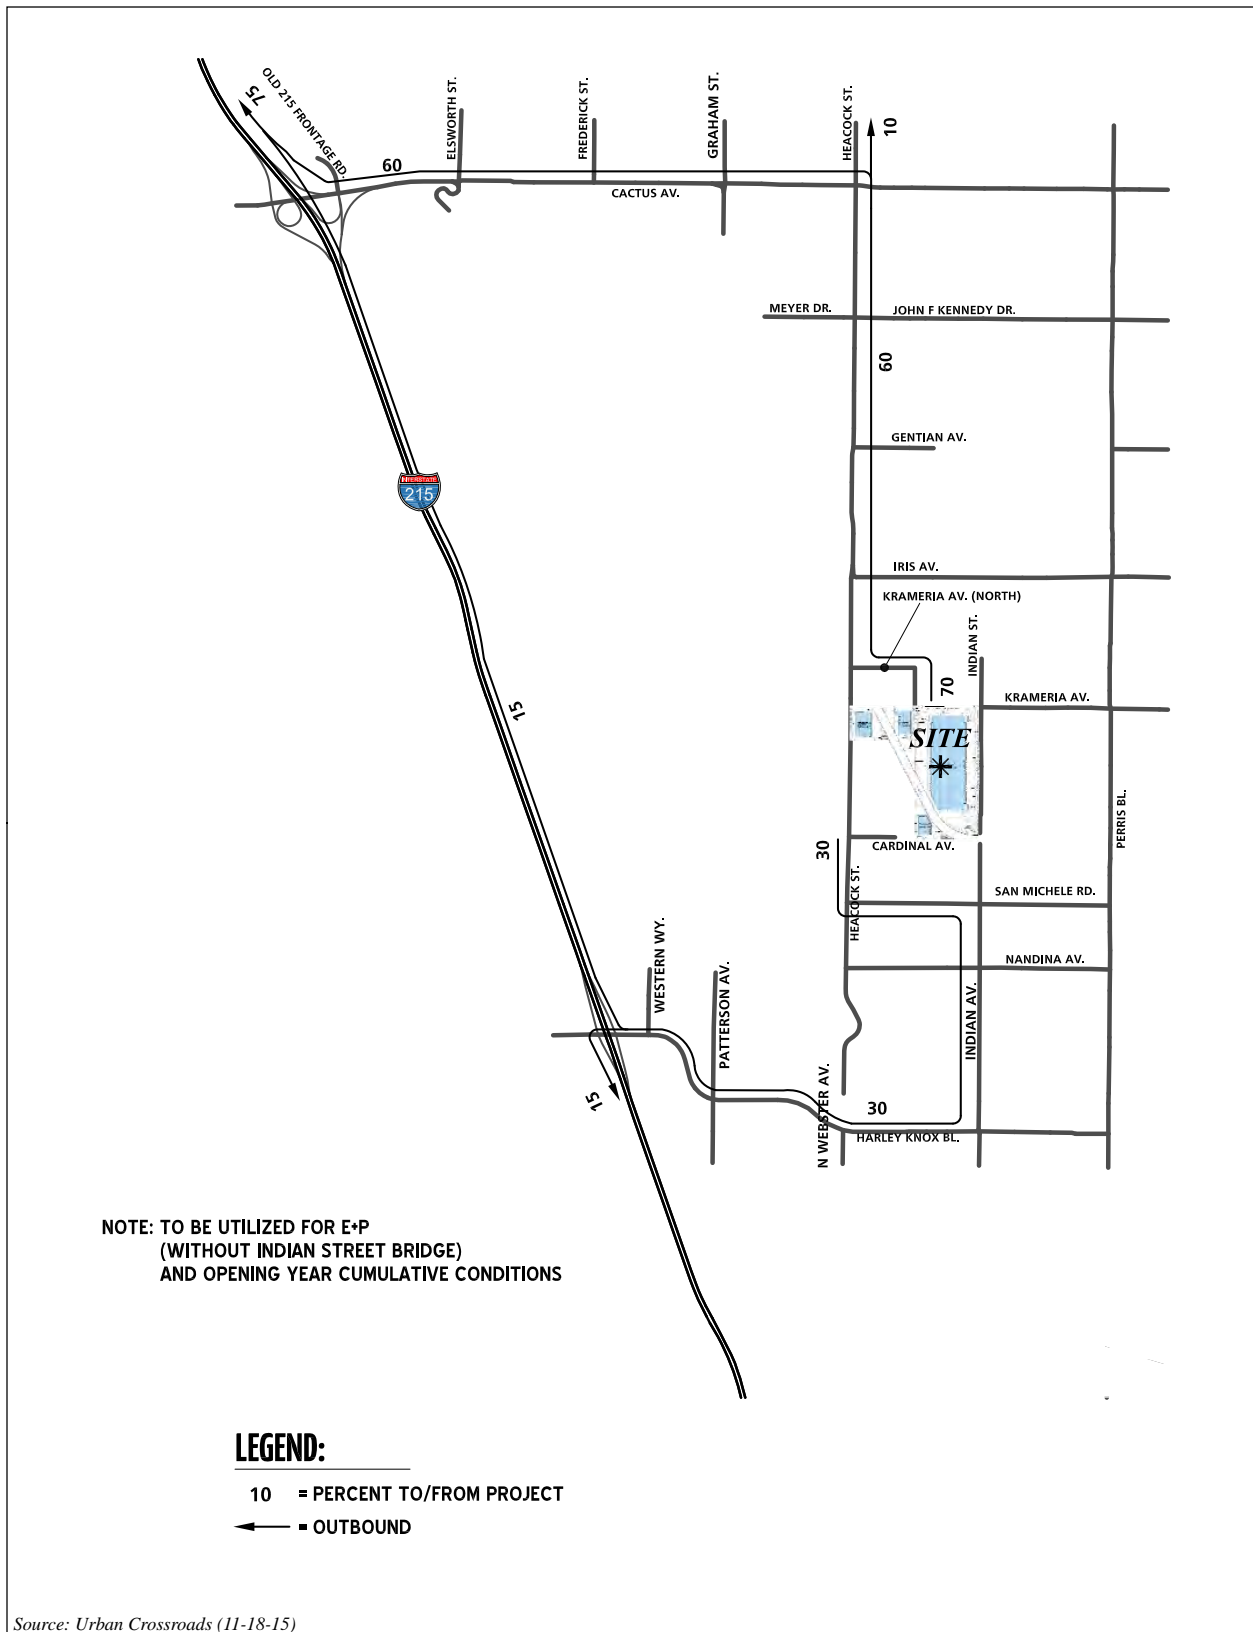 OLD 215 FRONTAGE RD.
75
ELSWORTH ST.
FREDERICK ST.
GRAHAM ST.
HEACOCK ST.
10
60
CACTUS AV.
MEYER DR.
JOHN F KENNEDY DR.
60
GENTIAN AV.
INTERSTATE
215
IRIS AV.
KRAMERIA AV. (NORTH)
INDIAN ST.
70
KRAMERIA AV.
15
SITE
PERRIS BL.
30
CARDINAL AV.
HEACOCK ST.
SAN MICHELE RD.
WESTERN WY.
PATTERSON AV.
NANDINA AV.
INDIAN AV.
15
N WEBSTER AV.
30
HARLEY KNOX BL.
NOTE: TO BE UTILIZED FOR E+P
(WITHOUT INDIAN STREET BRIDGE)
AND OPENING YEAR CUMULATIVE CONDITIONS
LEGEND:
10 = PERCENT TO/FROM PROJECT
= OUTBOUND
Source: Urban Crossroads (11-18-15)